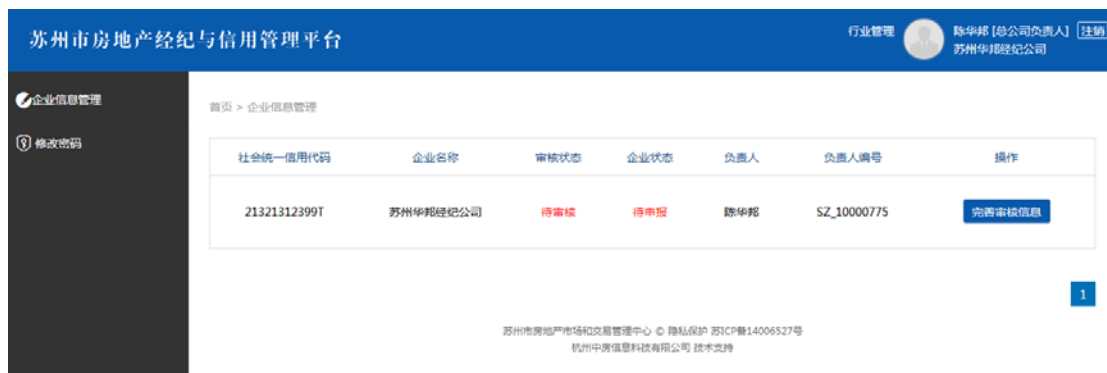 苏州市房地产经纪与信用管理平台
行业管理
陈华邦 [总公司负责人] 注销
苏州华邦经纪公司
企业信息管理
修改密码
首页 > 企业信息管理
社会统一信用代码 企业名称 审核状态 企业状态 负责人 负责人编号 操作
21321312399T 苏州华邦经纪公司 待审核 待申报 陈华邦 SZ_10000775 完善审核信息
1
苏州市房地产市场和交易管理中心 © 隐私保护 苏ICP备14006527号
杭州中房信息科技有限公司 技术支持